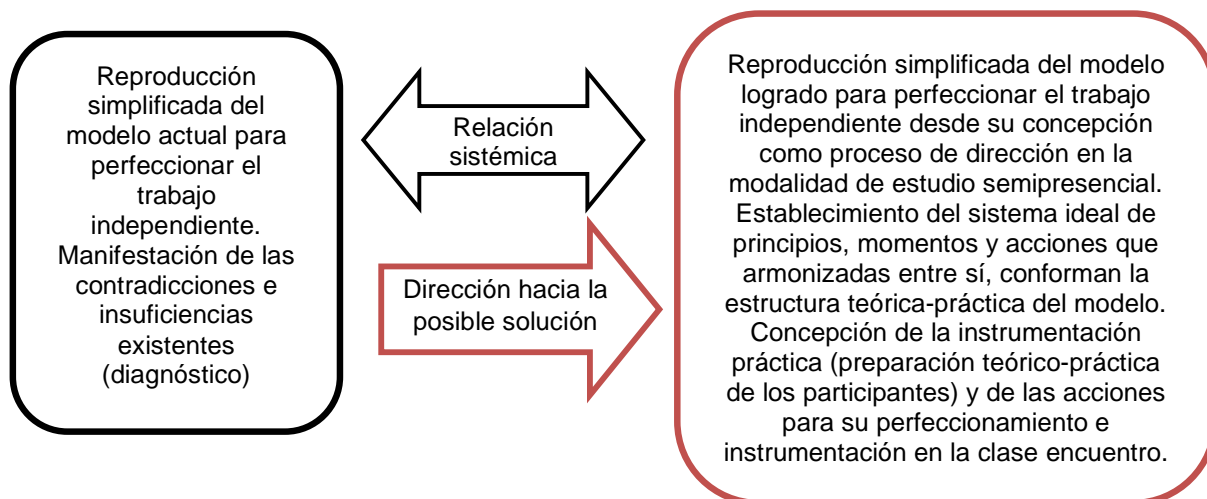 Reproducción
simplificada del
modelo actual para
perfeccionar el
trabajo
independiente.
Manifestación de las
contradicciones e
insuficiencias
existentes
(diagnóstico)
Relación
sistémica
Dirección hacia la
posible solución
Reproducción simplificada del modelo
logrado para perfeccionar el trabajo
independiente desde su concepción
como proceso de dirección en la
modalidad de estudio semipresencial.
Establecimiento del sistema ideal de
principios, momentos y acciones que
armonizadas entre sí, conforman la
estructura teórica-práctica del modelo.
Concepción de la instrumentación
práctica (preparación teórico-práctica
de los participantes) y de las acciones
para su perfeccionamiento e
instrumentación en la clase encuentro.